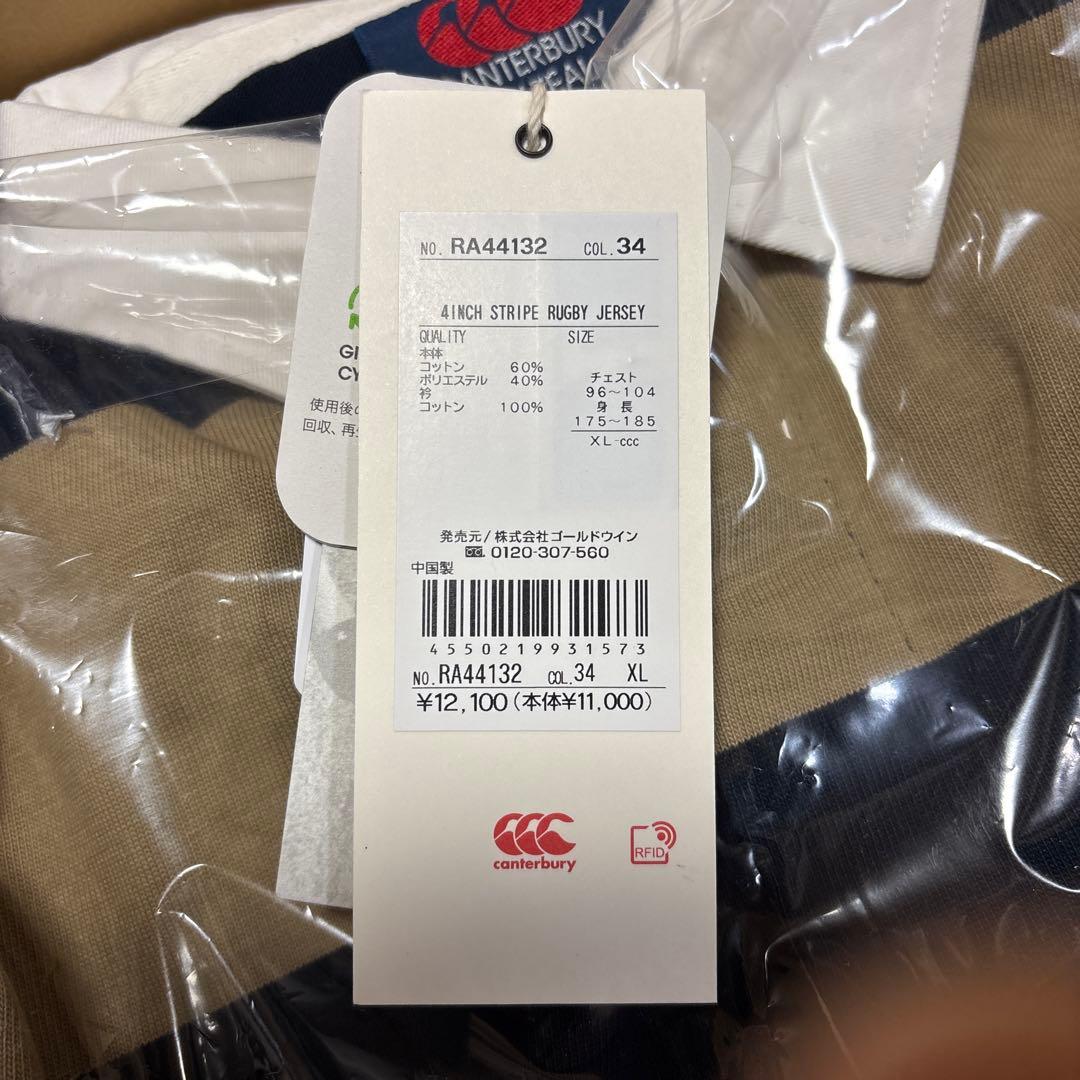 CANTERBURY
NO. RA44132 COL. 34
4INCH STRIPE RUGBY JERSEY
QUALITY SIZE
本体
コットン 60%
ポリエステル 40%
衿
コットン 100%
チェスト
96～104
身 長
175～185
XL-ccc
発売元/株式会社ゴールドウイン
0120-307-560
中国製
4550219931573
NO. RA44132 COL. 34 XL
¥12,100(本体¥11,000)
canterbury
RFID
使用後の
回収、再